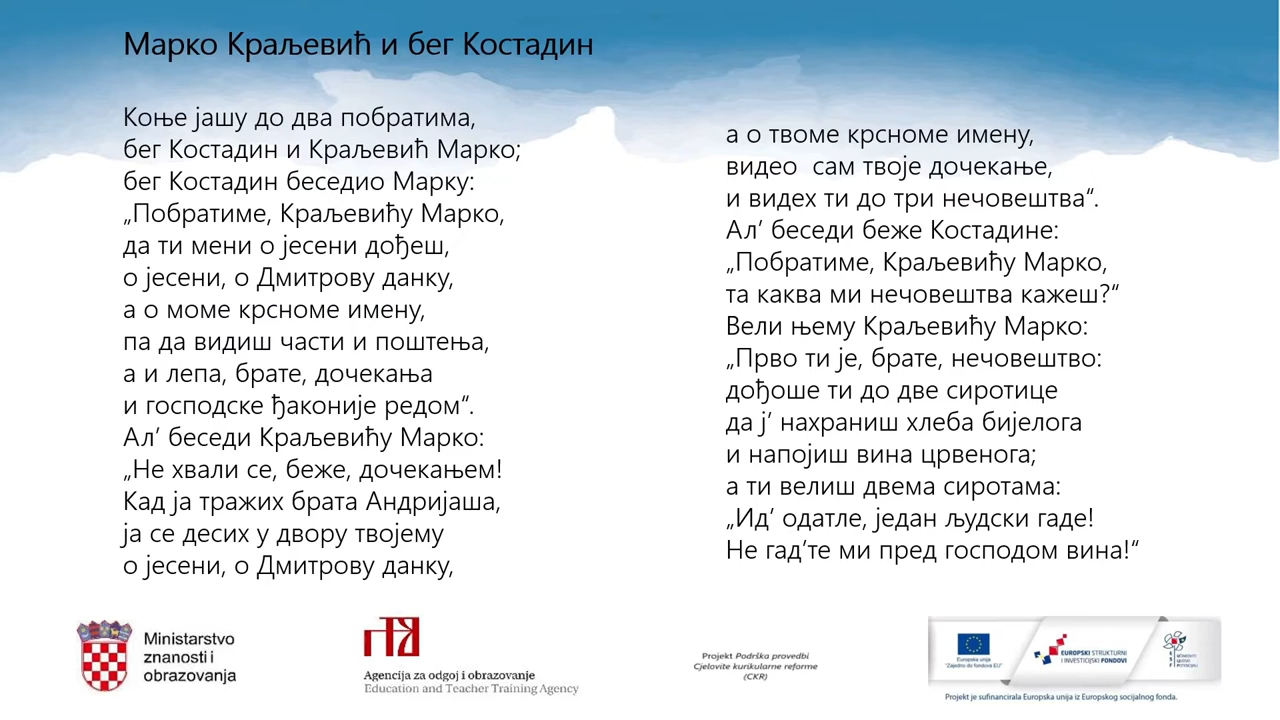 Марко Краљевић и бег Костадин
Коње јашу до два побратима,
бег Костадин и Краљевић Марко;
бег Костадин беседио Марку:
„Побратиме, Краљевићу Марко,
да ти мени о јесени дођеш,
о јесени, о Дмитрову данку,
а о моме крсноме имену,
па да видиш части и поштења,
а и лепа, брате, дочекања
и господске ђаконије редом“.
Ал’ беседи Краљевићу Марко:
„Не хвали се, беже, дочекањем!
Кад ја тражих брата Андријаша,
ја се десих у двору твојему
о јесени, о Дмитрову данку,
а о твоме крсноме имену,
видео  сам твоје дочекање,
и видех ти до три нечовештва“.
Ал’ беседи беже Костадине:
„Побратиме, Краљевићу Марко,
та каква ми нечовештва кажеш?“
Вели њему Краљевићу Марко:
„Прво ти је, брате, нечовештво:
дођоше ти до две сиротице
да ј’ нахраниш хлеба бијелога
и напојиш вина црвенога;
а ти велиш двема сиротама:
„Ид‘ одатле, један људски гаде!
Не гад’те ми пред господом вина!“
Ministarstvo
znanosti i
obrazovanja
Agencija za odgoj i obrazovanje
Education and Teacher Training Agency
Projekt Podrška provedbi
Cjelovite kurikularne reforme
(CKR)
Europska unija
"Zajedno do fondova EU"
EUROPSKI STRUKTURNI
I INVESTICIJSKI FONDOVI
Projekt je sufinancirala Europska unija iz Europskog socijalnog fonda.